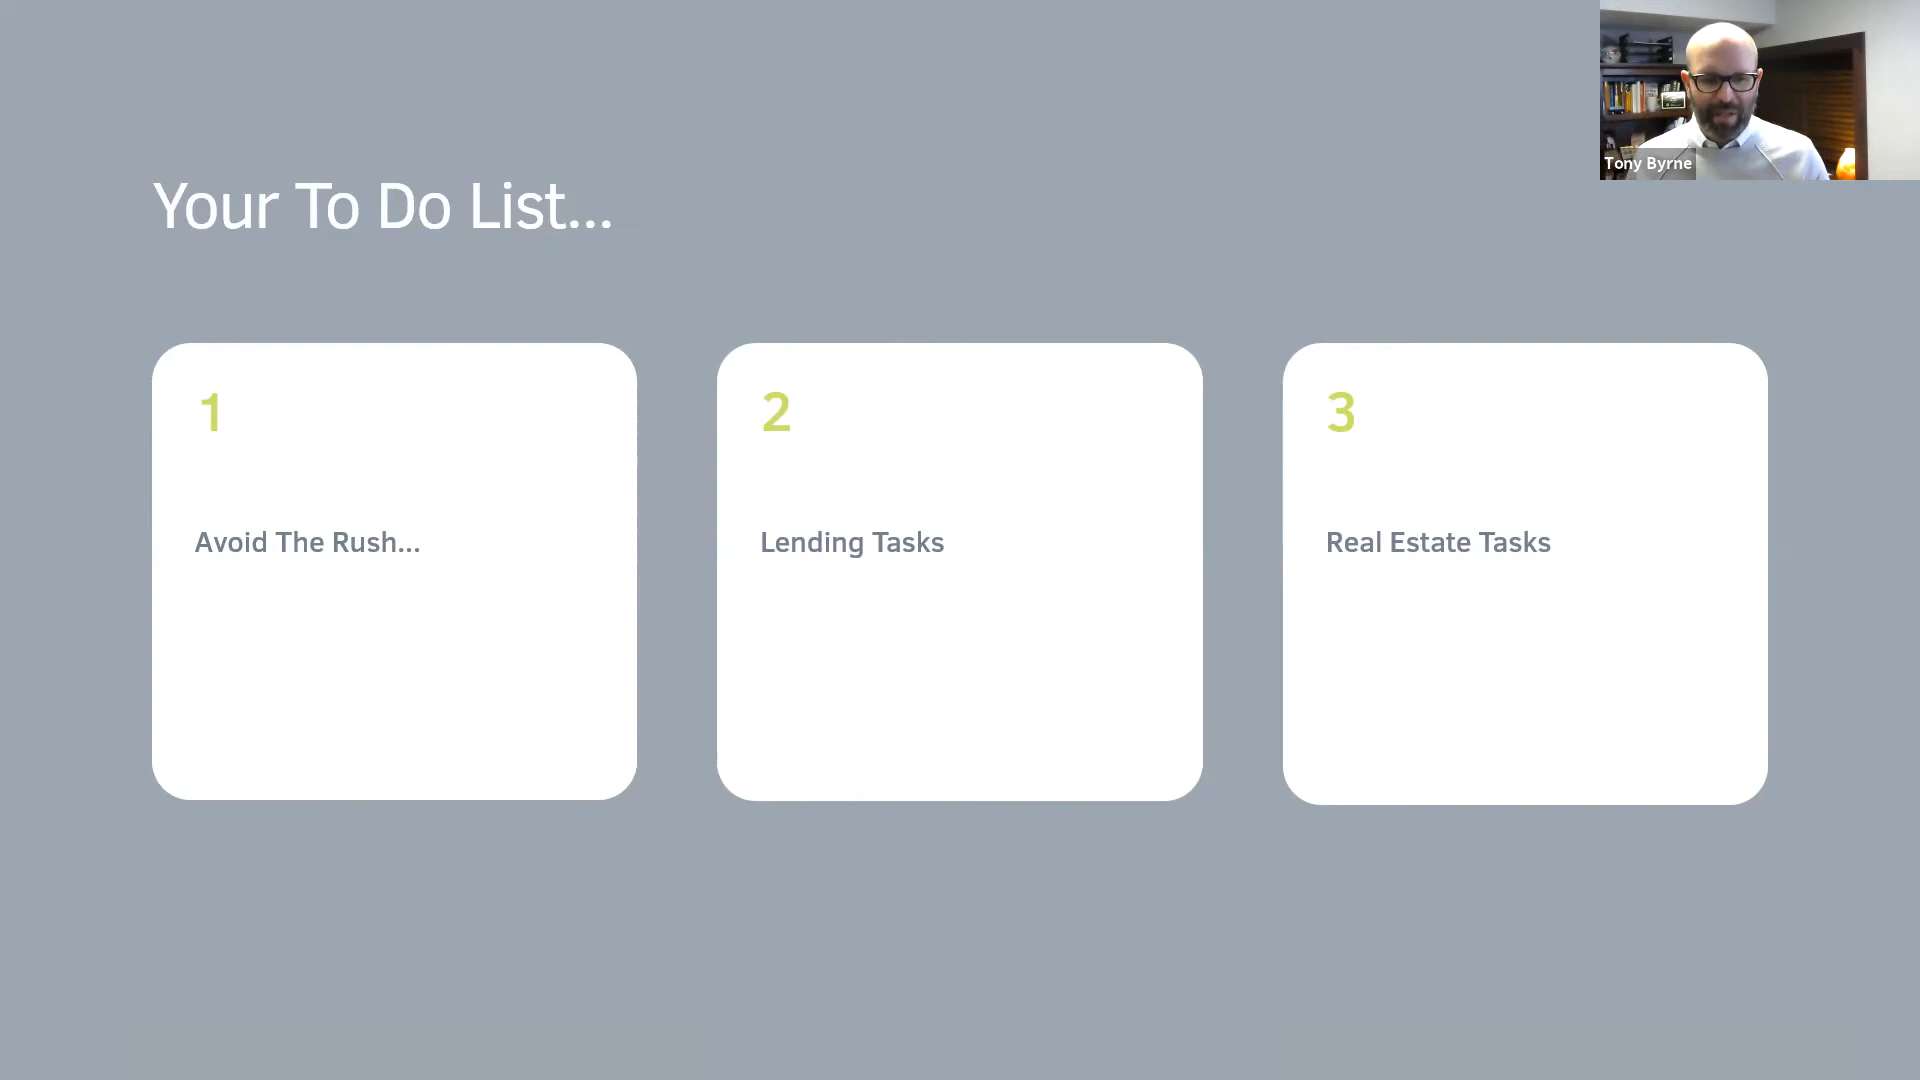 Tony Byrne
Your To Do List...
1
Avoid The Rush...
2
Lending Tasks
3
Real Estate Tasks